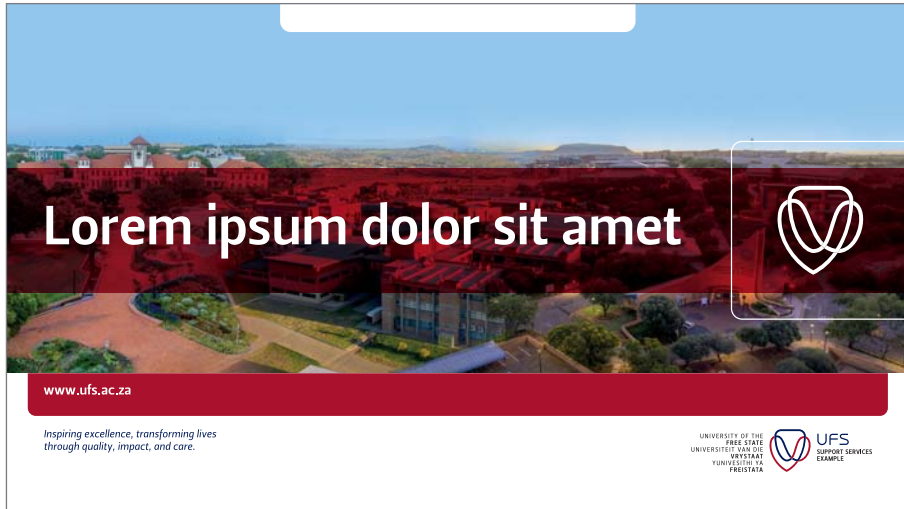 Lorem ipsum dolor sit amet
www.ufs.ac.za
Inspiring excellence, transforming lives
through quality, impact, and care.
UNIVERSITY OF THE
FREE STATE
UNIVERSITEIT VAN DIE
VRYSTAAT
YUNIVESITHI YA
FREISTATA
UFS
SUPPORT SERVICES
EXAMPLE